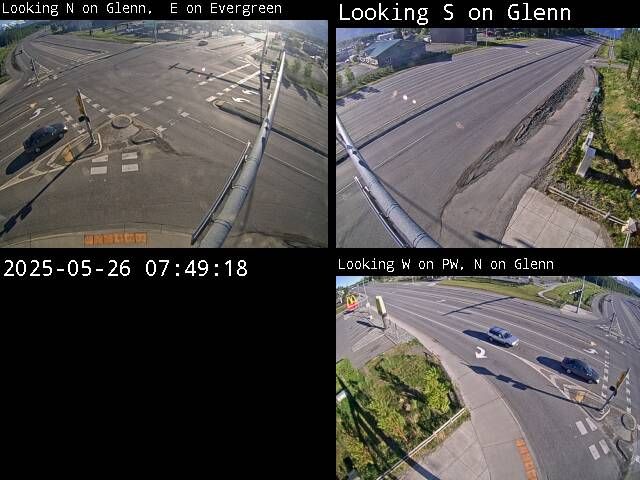 Looking N on Glenn,  E on Evergreen
Looking S on Glenn
2025-05-26 07:49:18
Looking W on PW, N on Glenn